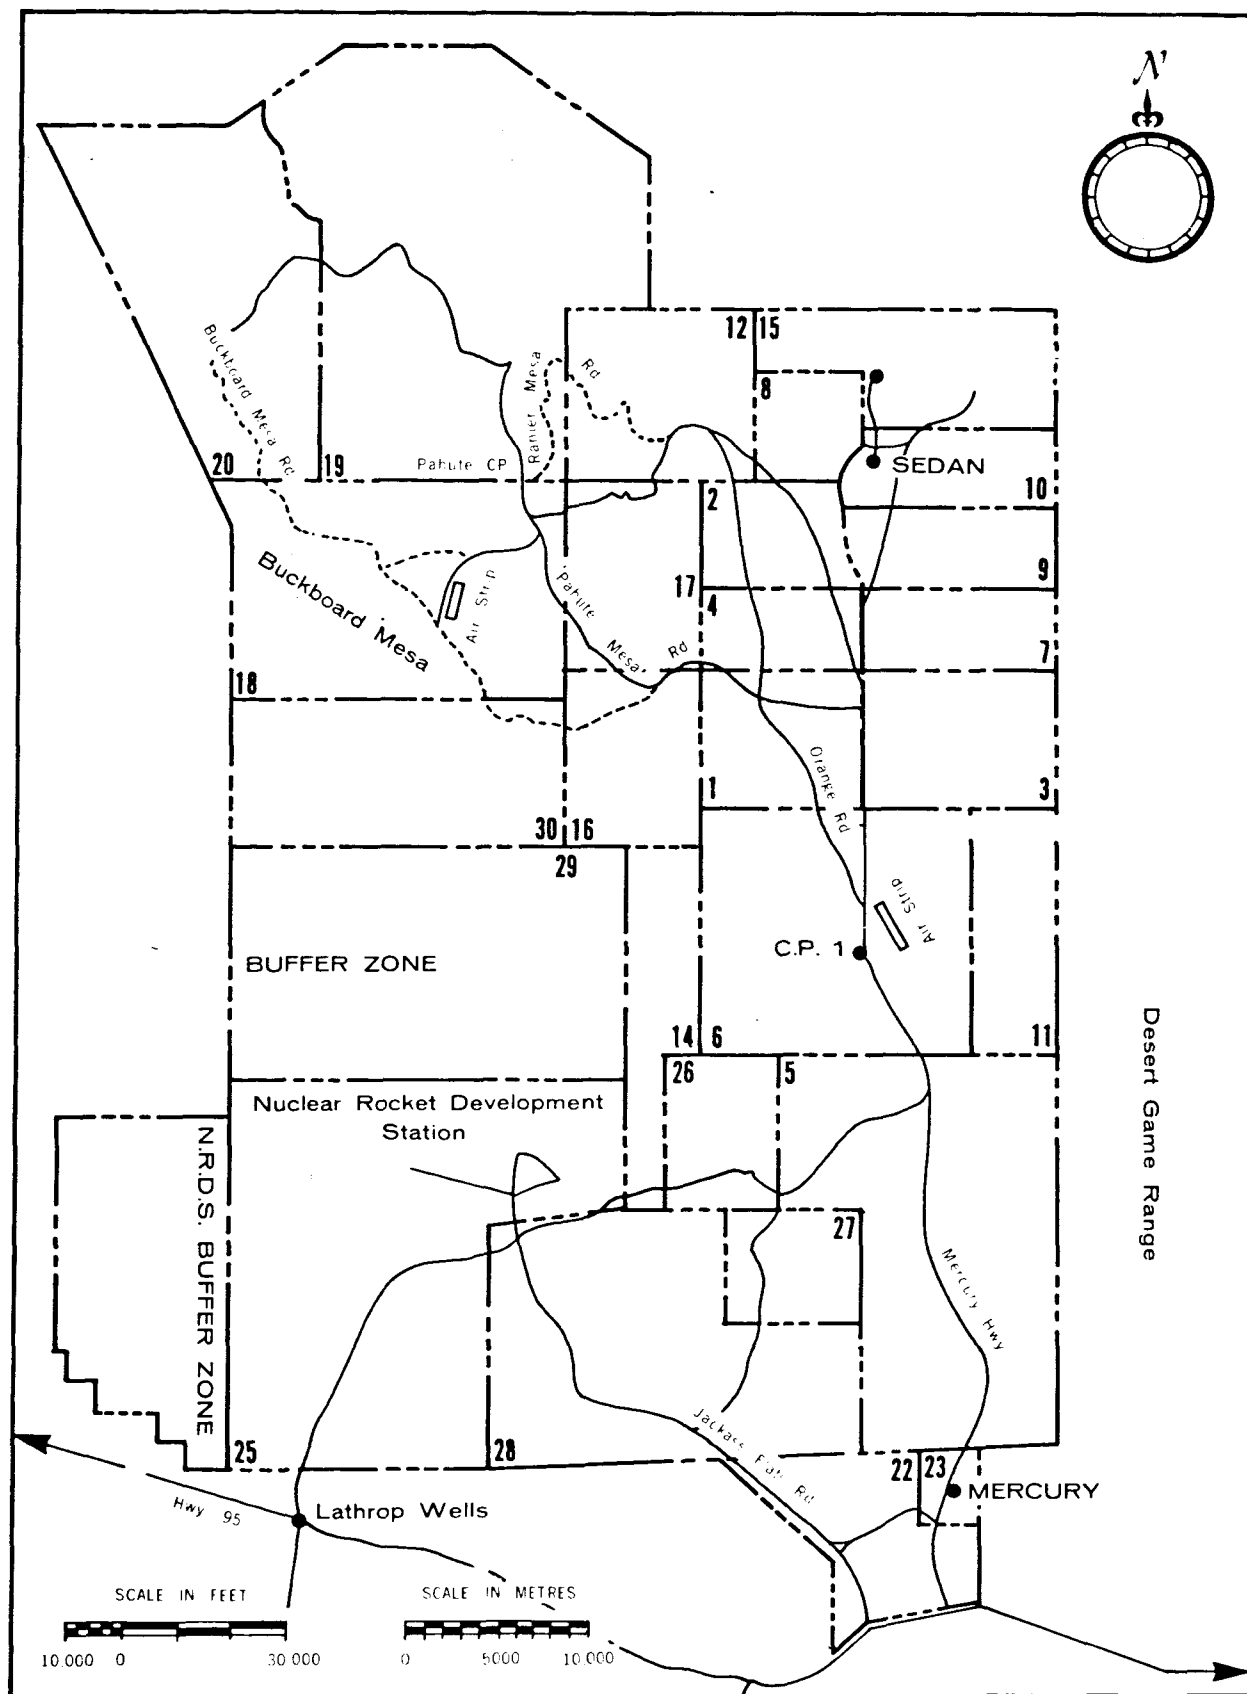 N
12 15
8
Buckboard Mesa Rd
Ranier Mesa Rd
20
19
Pahute CP
SEDAN
2
10
Buckboard Mesa
Air Strip
Pahute Mesa Rd
17
4
9
7
18
Orange Rd
1
3
30 16
29
Air Strip
C.P. 1
BUFFER ZONE
14 6
11
26
5
Desert Game Range
Nuclear Rocket Development
Station
N.R.D.S. BUFFER ZONE
27
Mercury Hwy
Jackass Flats Rd
25
28
22 23
MERCURY
Hwy 95
Lathrop Wells
SCALE IN FEET
10.000 0 30 000
SCALE IN METRES
0 5000 10,000